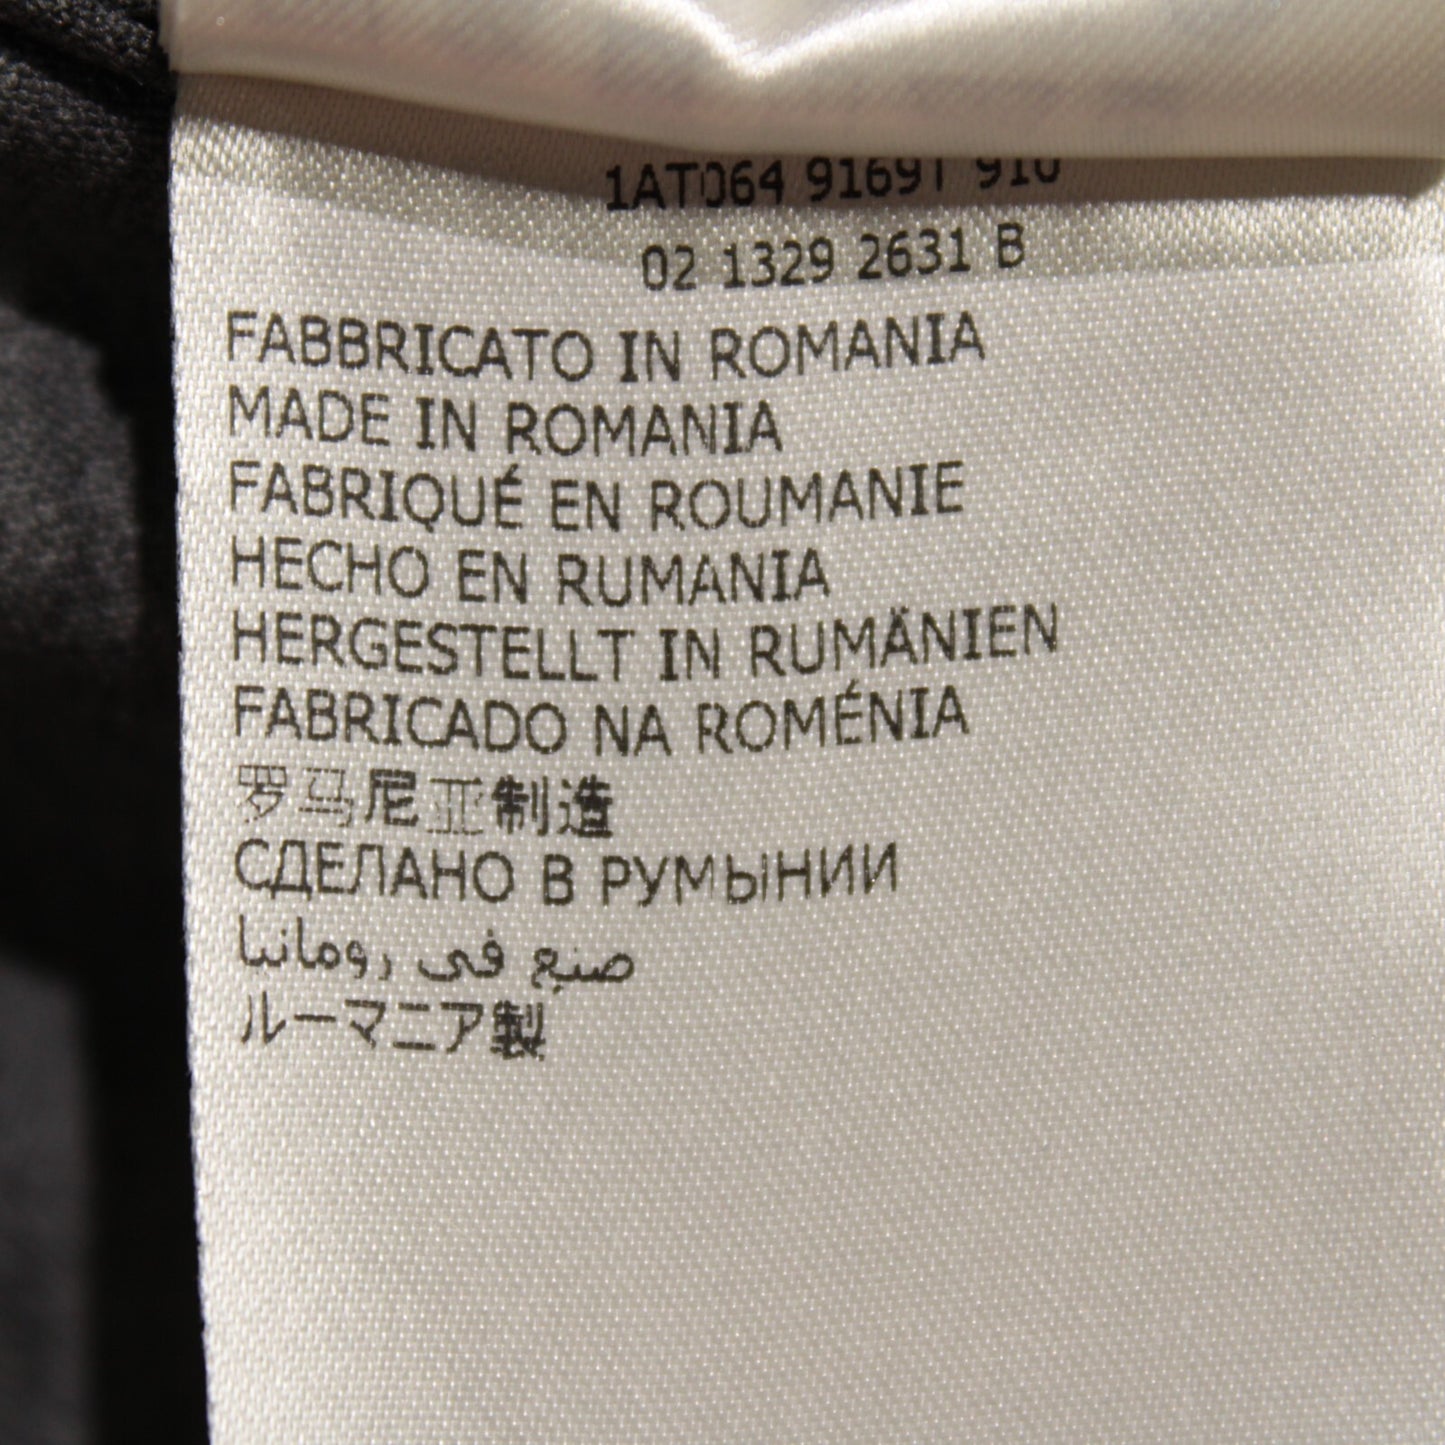 1AT064 91691 910
02 1329 2631 B
FABBRICATO IN ROMANIA
MADE IN ROMANIA
FABRIQUÉ EN ROUMANIE
HECHO EN RUMANIA
HERGESTELLT IN RUMÄNIEN
FABRICADO NA ROMÉNIA
罗马尼亚制造
СДЕЛАНО В РУМЫНИИ
صنع في رومانيا
ルーマニア製